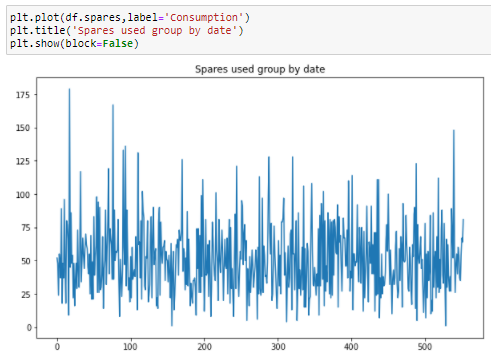 plt.plot(df.spares,label='Consumption')
plt.title('Spares used group by date')
plt.show(block=False)
Spares used group by date
175
150
125
100
75
50
25
0
0 100 200 300 400 500